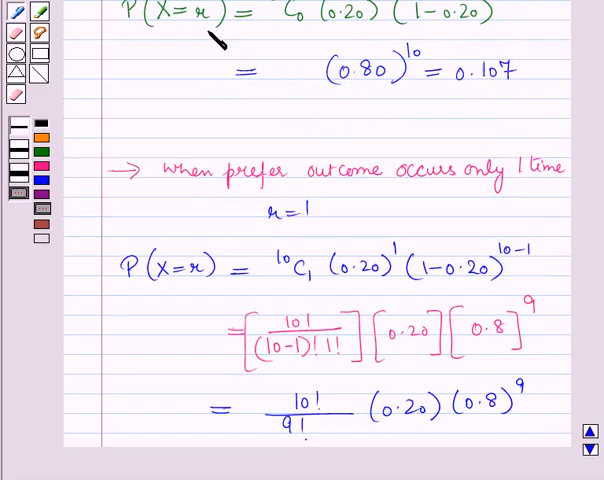 P(X=r) = C₀ (0.20) (1-0.20)
= (0.80)¹⁰ = 0.107
→ when prefer outcome occurs only 1 time
r=1
P(X=r) = ¹⁰C₁ (0.20)¹ (1-0.20)¹⁰⁻¹
= [10!/(10-1)! 1!] [0.20] [0.8]⁹
= 10!/9! (0.20) (0.8)⁹